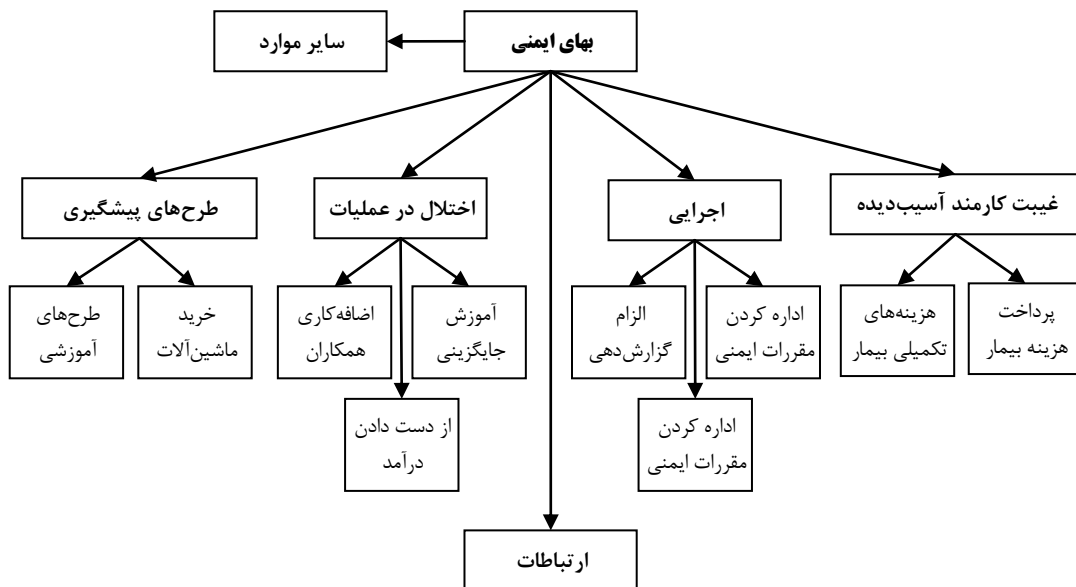 بهای ایمنی
سایر موارد
غیبت کارمند آسیب‌دیده
اجرایی
اختلال در عملیات
طرح‌های پیشگیری
پرداخت
هزینه بیمار
هزینه‌های
تکمیلی بیمار
اداره کردن
مقررات ایمنی
الزام
گزارش‌دهی
آموزش
جایگزینی
اضافه‌کاری
همکاران
خرید
ماشین‌آلات
طرح‌های
آموزشی
اداره کردن
مقررات ایمنی
از دست دادن
درآمد
ارتباطات